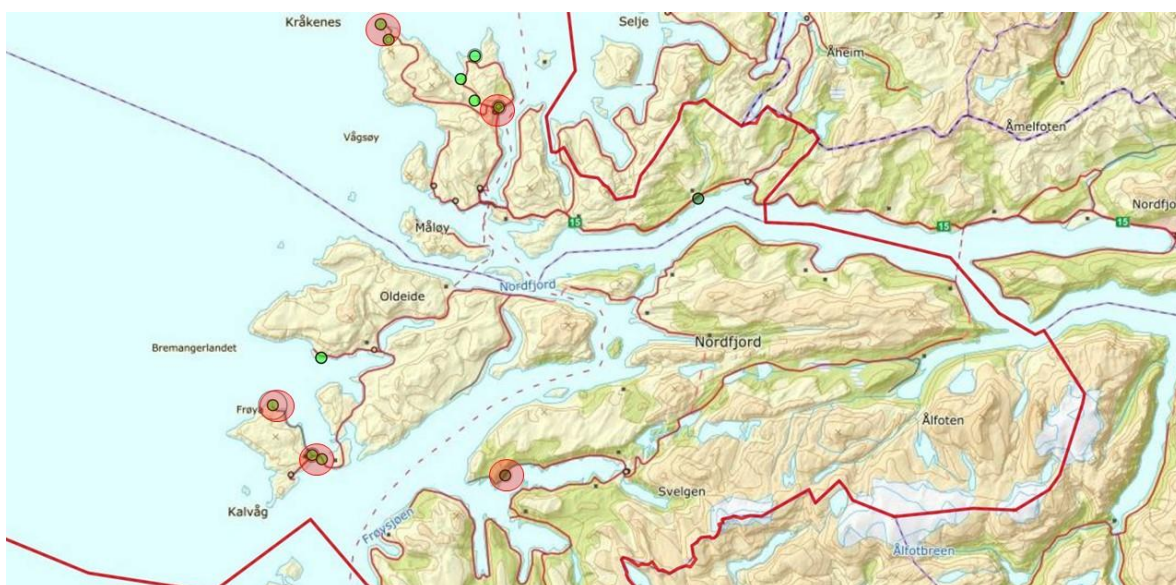 Kråkenes
Selje
Åheim
Åmelfoten
Vågsøy
Nordfjo
Måløy
15
15
15
Oldeide
Nordfjord
Bremangerlandet
Nordfjord
Frøya
Ålfoten
Svelgen
Kalvåg
Frøysjøen
Ålfotbreen